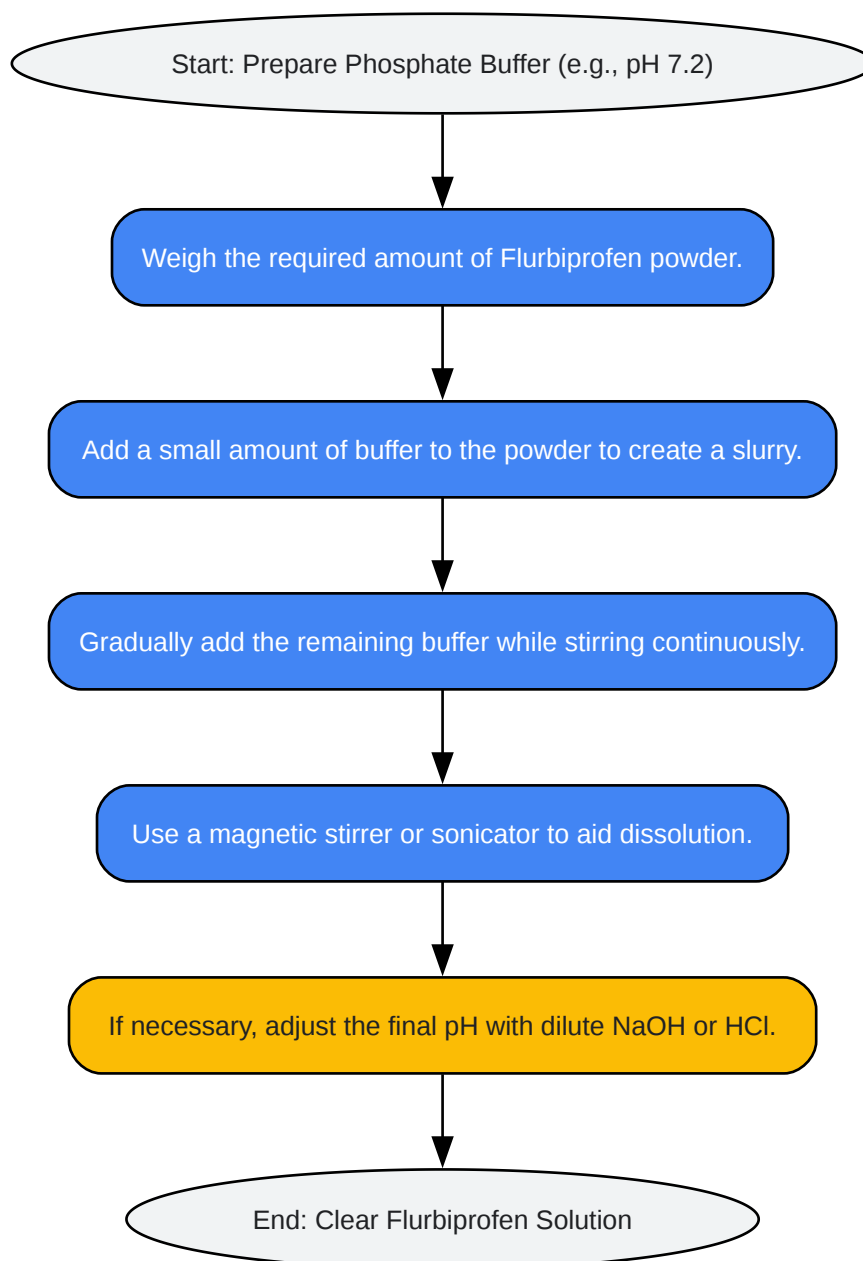 Start: Prepare Phosphate Buffer (e.g., pH 7.2)
Weigh the required amount of Flurbiprofen powder.
Add a small amount of buffer to the powder to create a slurry.
Gradually add the remaining buffer while stirring continuously.
Use a magnetic stirrer or sonicator to aid dissolution.
If necessary, adjust the final pH with dilute NaOH or HCl.
End: Clear Flurbiprofen Solution